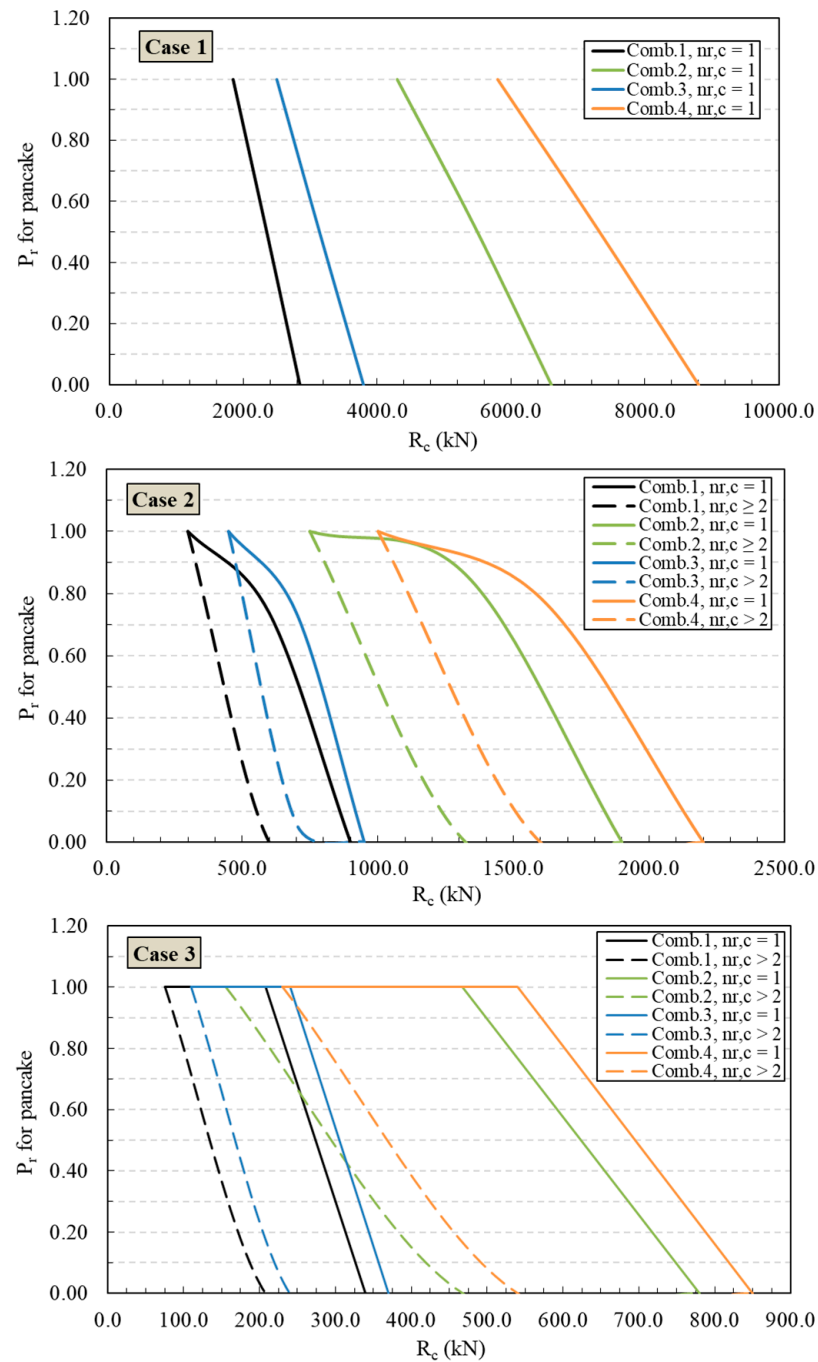 1.20
Case 1
Comb.1, nr,c = 1
Comb.2, nr,c = 1
Comb.3, nr,c = 1
Comb.4, nr,c = 1
1.00
0.80
0.60
0.40
0.20
0.00
Pr for pancake
0.0 2000.0 4000.0 6000.0 8000.0 10000.0
Rc (kN)
1.20
Case 2
Comb.1, nr,c = 1
Comb.1, nr,c ≥ 2
Comb.2, nr,c = 1
Comb.2, nr,c ≥ 2
Comb.3, nr,c = 1
Comb.3, nr,c > 2
Comb.4, nr,c = 1
Comb.4, nr,c > 2
1.00
0.80
0.60
0.40
0.20
0.00
Pr for pancake
0.0 500.0 1000.0 1500.0 2000.0 2500.0
Rc (kN)
1.20
Case 3
Comb.1, nr,c = 1
Comb.1, nr,c > 2
Comb.2, nr,c = 1
Comb.2, nr,c > 2
Comb.3, nr,c = 1
Comb.3, nr,c > 2
Comb.4, nr,c = 1
Comb.4, nr,c > 2
1.00
0.80
0.60
0.40
0.20
0.00
Pr for pancake
0.0 100.0 200.0 300.0 400.0 500.0 600.0 700.0 800.0 900.0
Rc (kN)